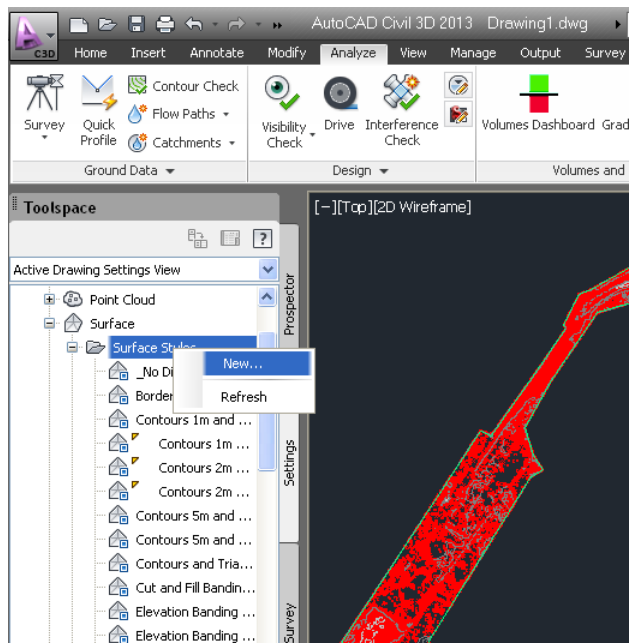 AutoCAD Civil 3D 2013 Drawing1.dwg
C3D
Home Insert Annotate Modify Analyze View Manage Output Survey
Contour Check
Flow Paths
Catchments
Survey
Quick
Profile
Visibility
Check
Drive
Interference
Check
Volumes Dashboard Grad
Ground Data
Design
Volumes and
Toolspace
Active Drawing Settings View
Point Cloud
Surface
Surface Styles
New...
Refresh
_No Di
Border
Contours 1m and ...
Contours 1m ...
Contours 2m ...
Contours 2m ...
Contours 5m and ...
Contours 5m and ...
Contours and Tria...
Cut and Fill Bandin...
Elevation Banding ...
Elevation Banding ...
Prospector
Settings
Survey
[-][Top][2D Wireframe]